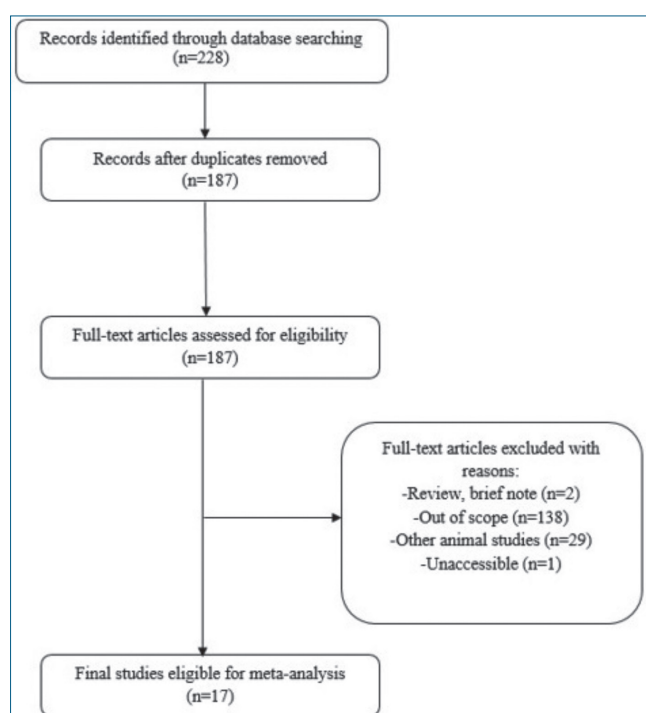 Records identified through database searching
(n=228)
Records after duplicates removed
(n=187)
Full-text articles assessed for eligibility
(n=187)
Full-text articles excluded with
reasons:
-Review, brief note (n=2)
-Out of scope (n=138)
-Other animal studies (n=29)
-Unaccessible (n=1)
Final studies eligible for meta-analysis
(n=17)